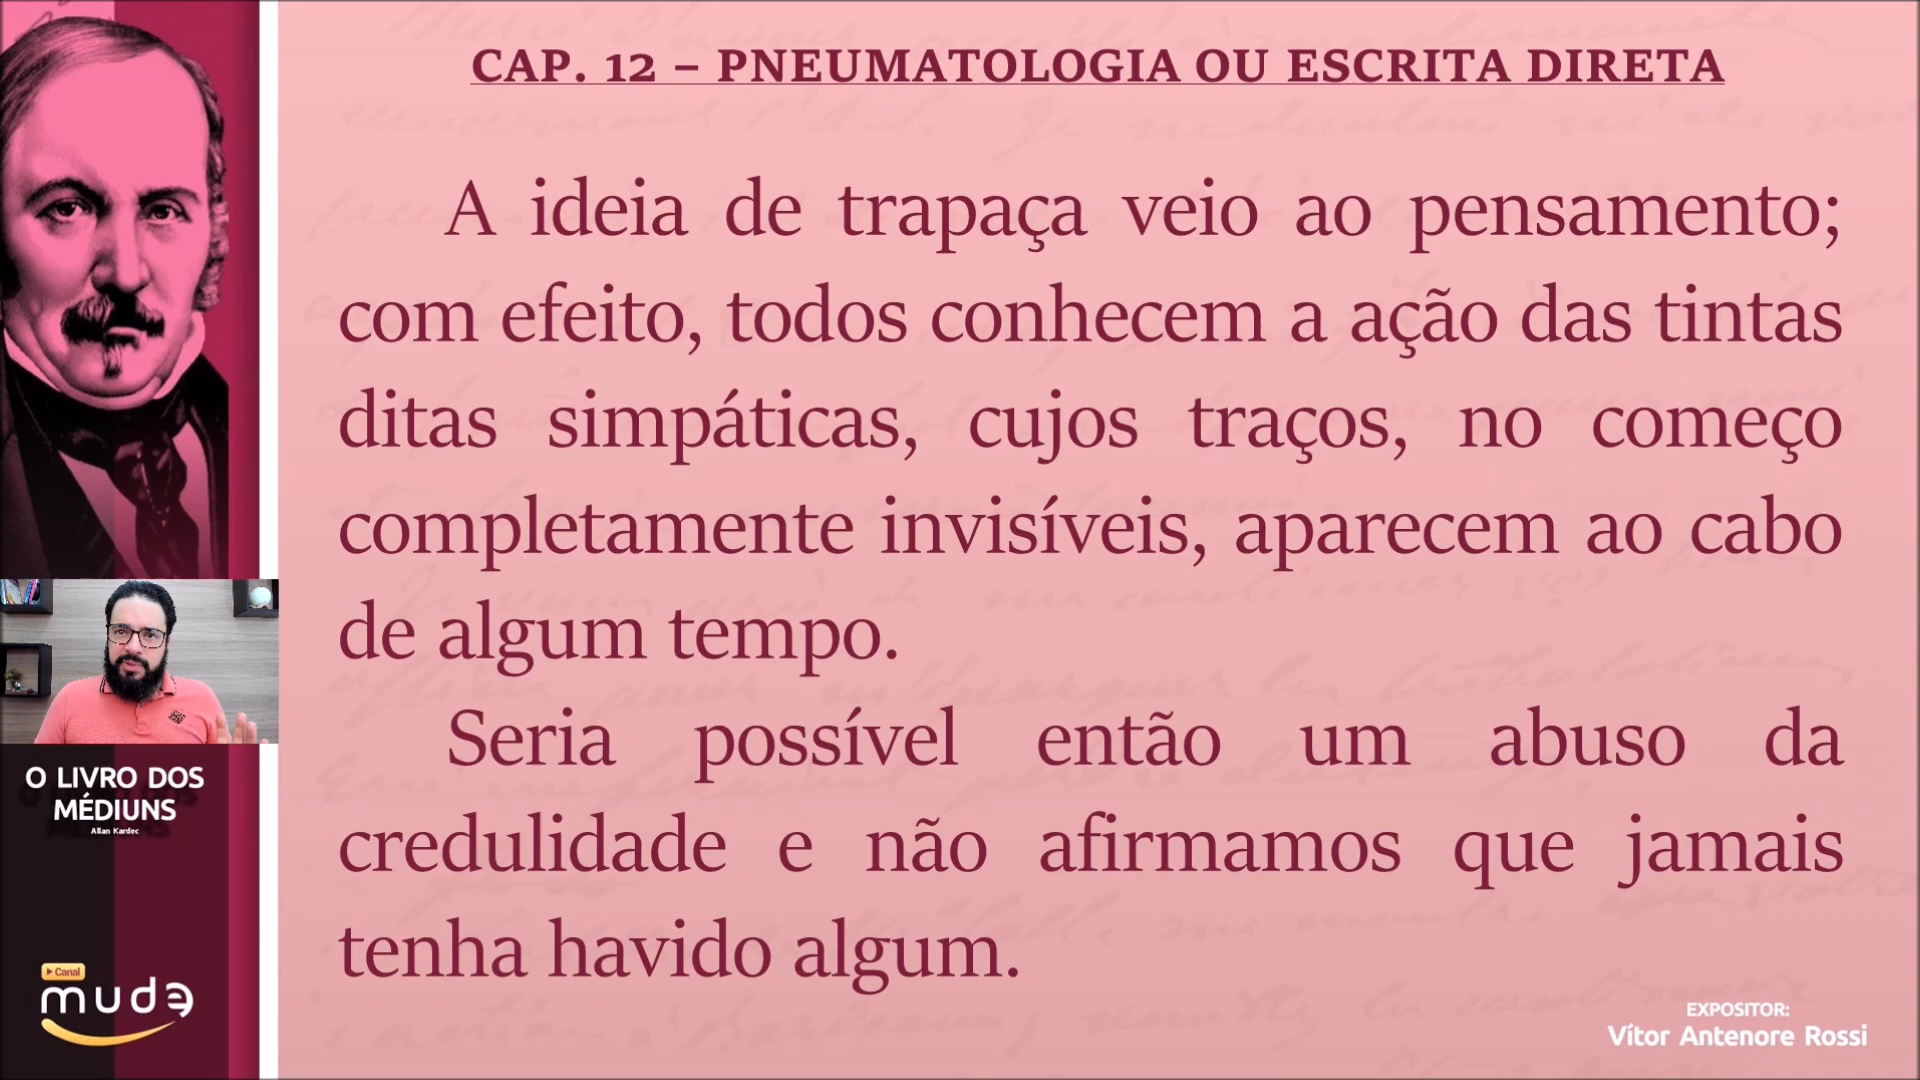 CAP. 12 – PNEUMATOLOGIA OU ESCRITA DIRETA
A ideia de trapaça veio ao pensamento;
com efeito, todos conhecem a ação das tintas
ditas simpáticas, cujos traços, no começo
completamente invisíveis, aparecem ao cabo
de algum tempo.
Seria possível então um abuso da
credulidade e não afirmamos que jamais
tenha havido algum.
O LIVRO DOS
MÉDIUNS
Allan Kardec
Canal
mude
EXPOSITOR:
Vítor Antenore Rossi